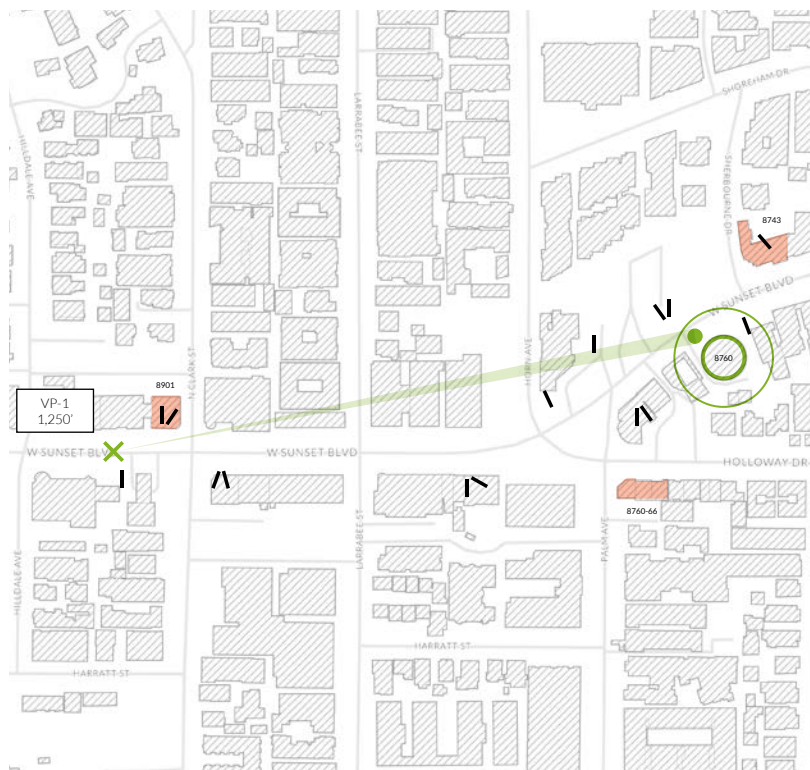 SHOREHAM DR
LARRABEE ST
HILLDALE AVE
SHERBOURNE DR
8743
W SUNSET BLVD
N CLARK ST
HORN AVE
8760
8901
VP-1
1,250'
W SUNSET BLVD
W SUNSET BLVD
HOLLOWAY DR
8760-66
LARRABEE ST
PALM AVE
HILLDALE AVE
HARRATT ST
HARRATT ST